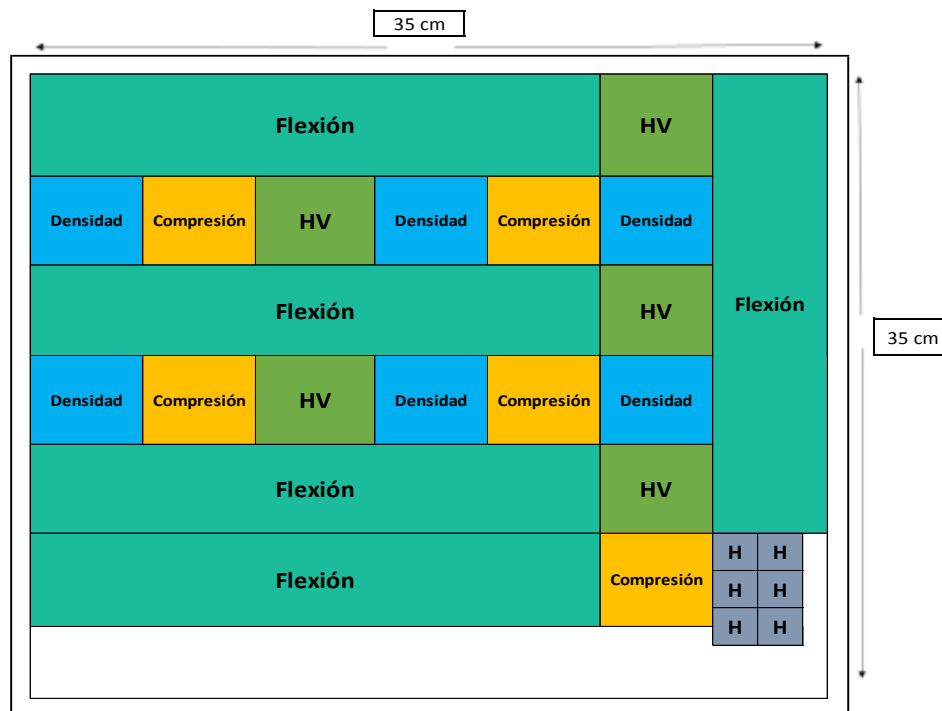 35 cm
Flexión HV
Densidad Compresión HV Densidad Compresión Densidad
Flexión HV Flexión
35 cm
Densidad Compresión HV Densidad Compresión Densidad
Flexión HV
H H
Flexión Compresión
H H
H H